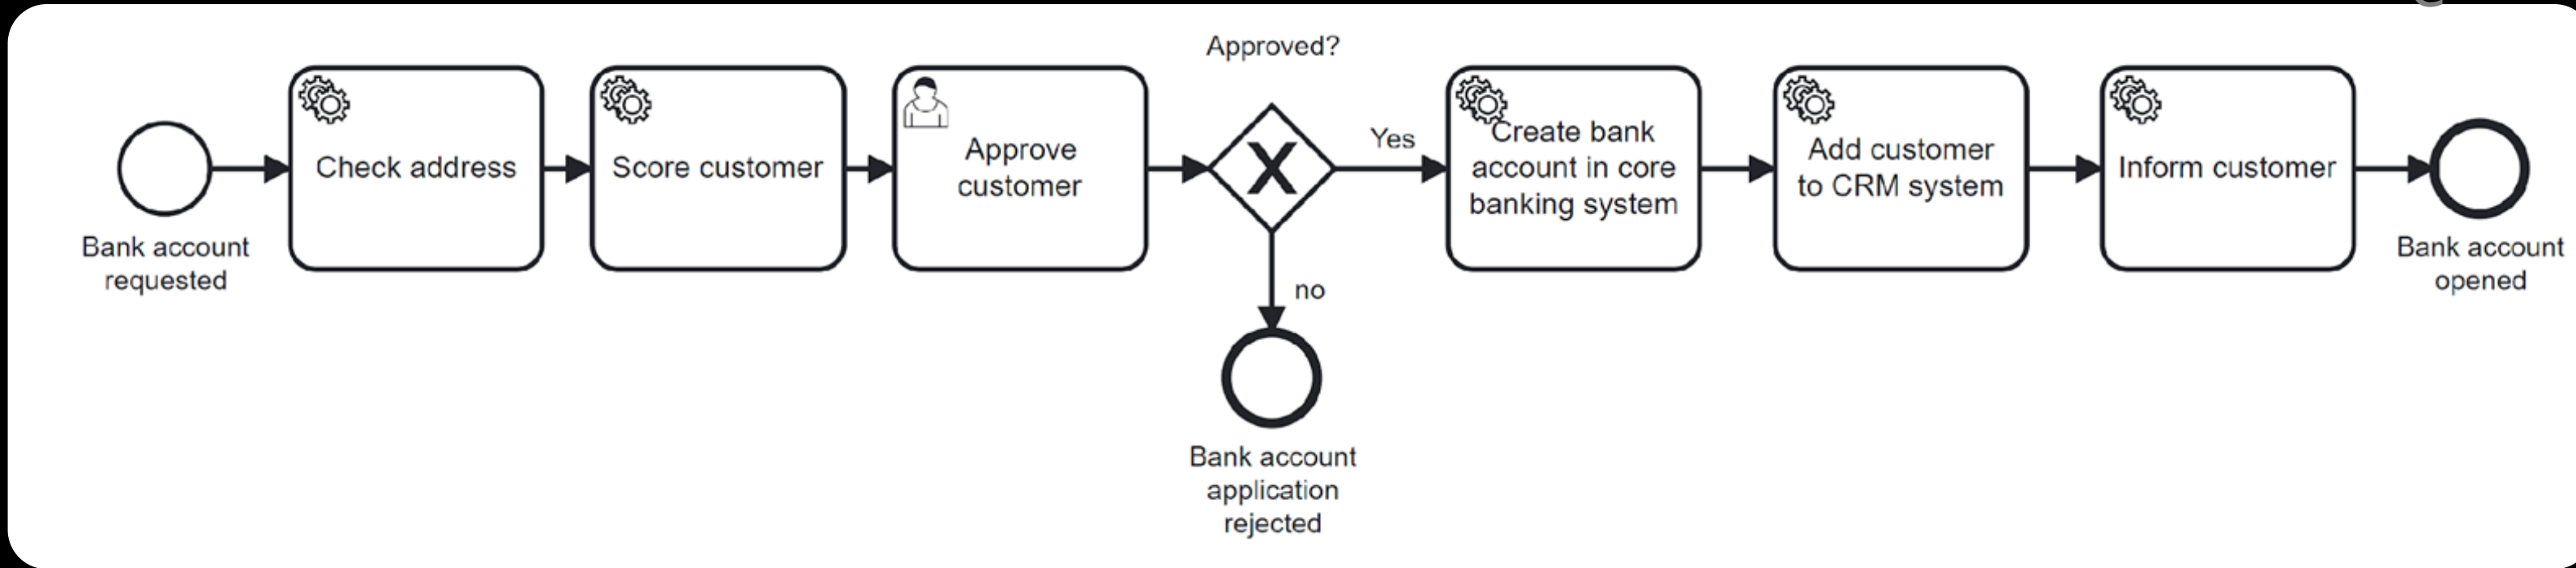 Bank account
requested
Check address
Score customer
Approve
customer
Approved?
Yes
no
Bank account
application
rejected
Create bank
account in core
banking system
Add customer
to CRM system
Inform customer
Bank account
opened